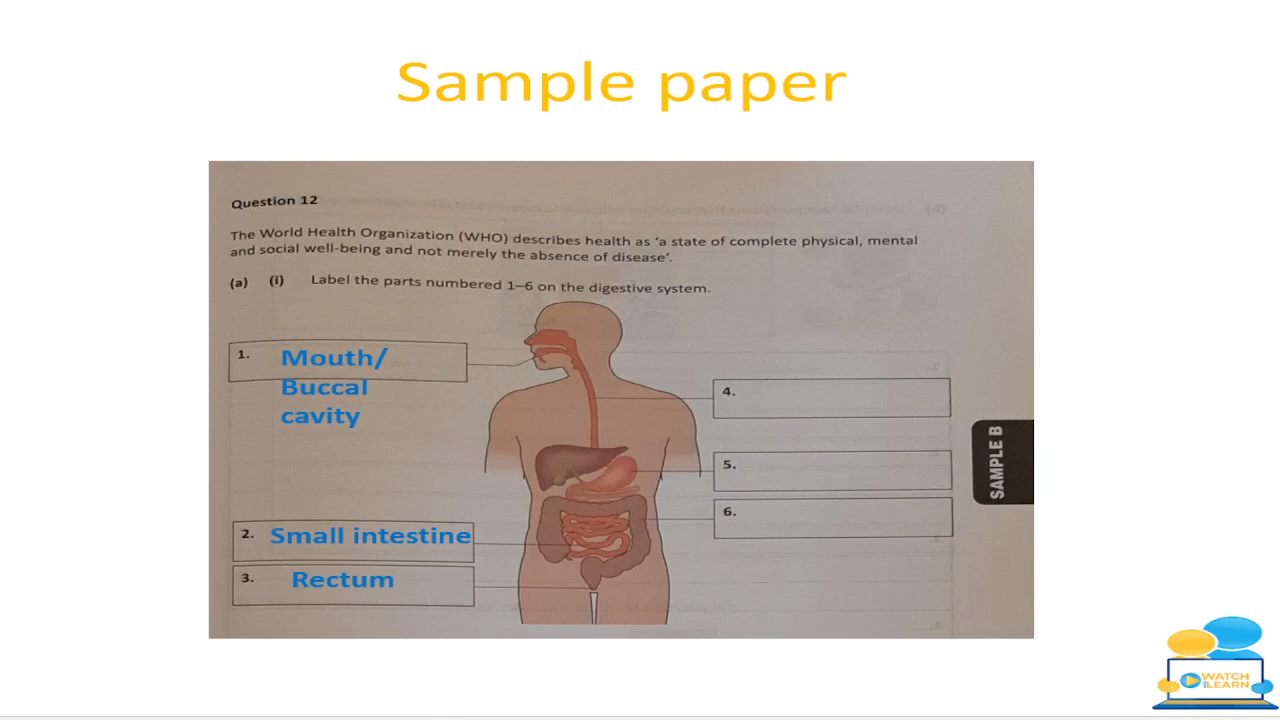 Sample paper
Question 12
The World Health Organization (WHO) describes health as ‘a state of complete physical, mental
and social well-being and not merely the absence of disease’.
(a) (i) Label the parts numbered 1–6 on the digestive system.
1. Mouth/
Buccal
cavity
2. Small intestine
3. Rectum
4.
5.
6.
SAMPLE B
WATCH
AND LEARN